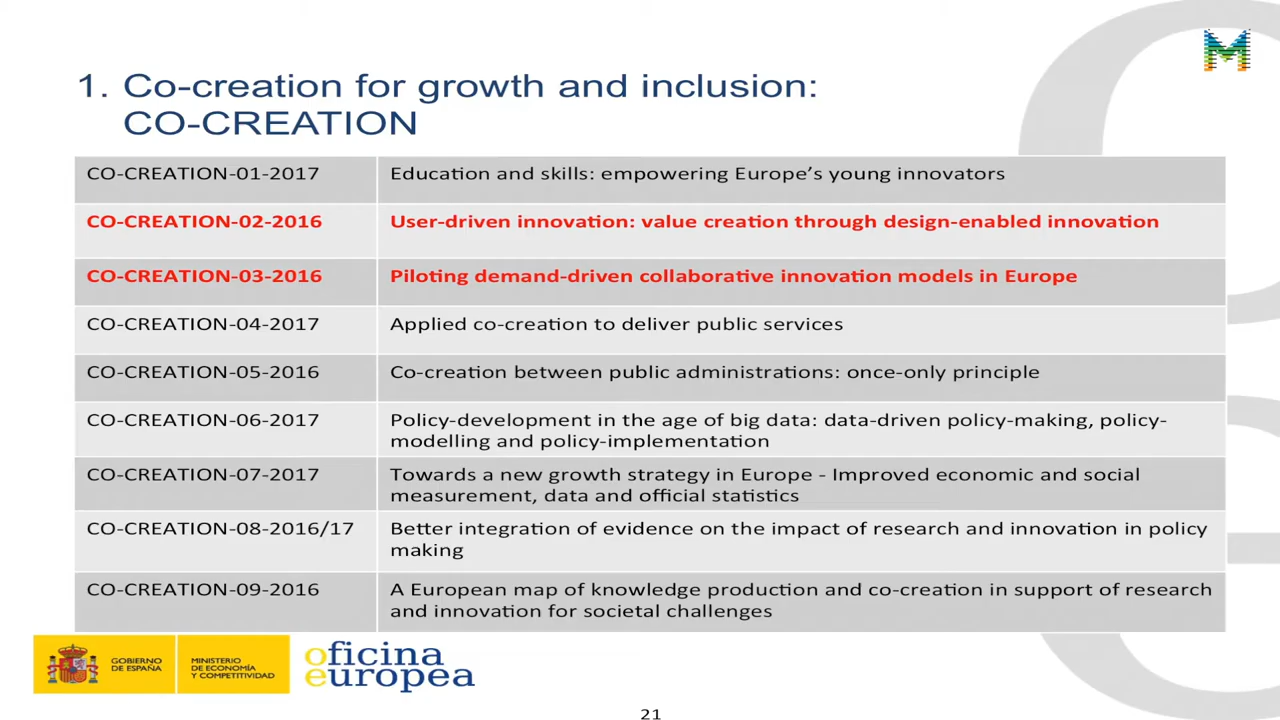 1. Co-creation for growth and inclusion:
CO-CREATION
CO-CREATION-01-2017 Education and skills: empowering Europe’s young innovators
CO-CREATION-02-2016 User-driven innovation: value creation through design-enabled innovation
CO-CREATION-03-2016 Piloting demand-driven collaborative innovation models in Europe
CO-CREATION-04-2017 Applied co-creation to deliver public services
CO-CREATION-05-2016 Co-creation between public administrations: once-only principle
CO-CREATION-06-2017 Policy-development in the age of big data: data-driven policy-making, policy-
modelling and policy-implementation
CO-CREATION-07-2017 Towards a new growth strategy in Europe - Improved economic and social
measurement, data and official statistics
CO-CREATION-08-2016/17 Better integration of evidence on the impact of research and innovation in policy
making
CO-CREATION-09-2016 A European map of knowledge production and co-creation in support of research
and innovation for societal challenges
GOBIERNO
DE ESPAÑA
MINISTERIO
DE ECONOMÍA
Y COMPETITIVIDAD
oficina
europea
21